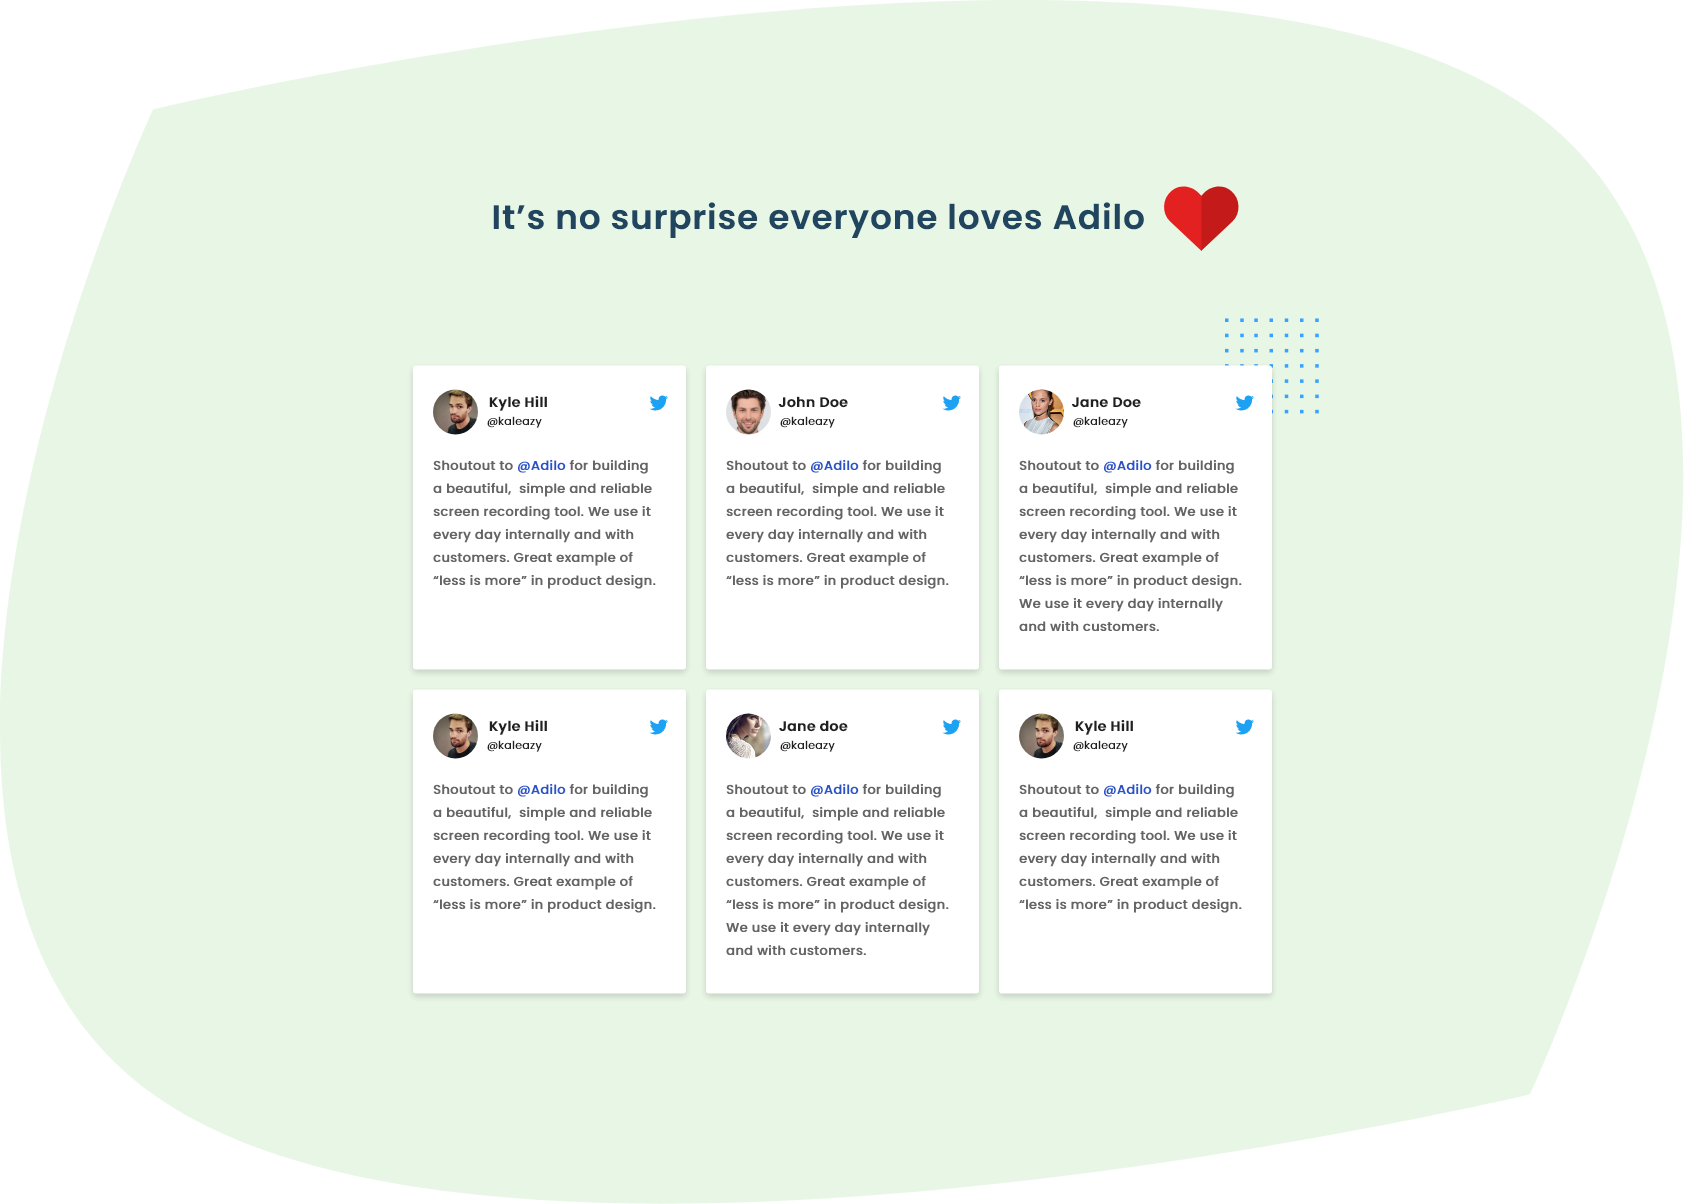 It’s no surprise everyone loves Adilo
Kyle Hill
@kaleazy
Shoutout to @Adilo for building
a beautiful,  simple and reliable
screen recording tool. We use it
every day internally and with
customers. Great example of
“less is more” in product design.
John Doe
@kaleazy
Shoutout to @Adilo for building
a beautiful,  simple and reliable
screen recording tool. We use it
every day internally and with
customers. Great example of
“less is more” in product design.
Jane Doe
@kaleazy
Shoutout to @Adilo for building
a beautiful,  simple and reliable
screen recording tool. We use it
every day internally and with
customers. Great example of
“less is more” in product design.
We use it every day internally
and with customers.
Kyle Hill
@kaleazy
Shoutout to @Adilo for building
a beautiful,  simple and reliable
screen recording tool. We use it
every day internally and with
customers. Great example of
“less is more” in product design.
Jane doe
@kaleazy
Shoutout to @Adilo for building
a beautiful,  simple and reliable
screen recording tool. We use it
every day internally and with
customers. Great example of
“less is more” in product design.
We use it every day internally
and with customers.
Kyle Hill
@kaleazy
Shoutout to @Adilo for building
a beautiful,  simple and reliable
screen recording tool. We use it
every day internally and with
customers. Great example of
“less is more” in product design.